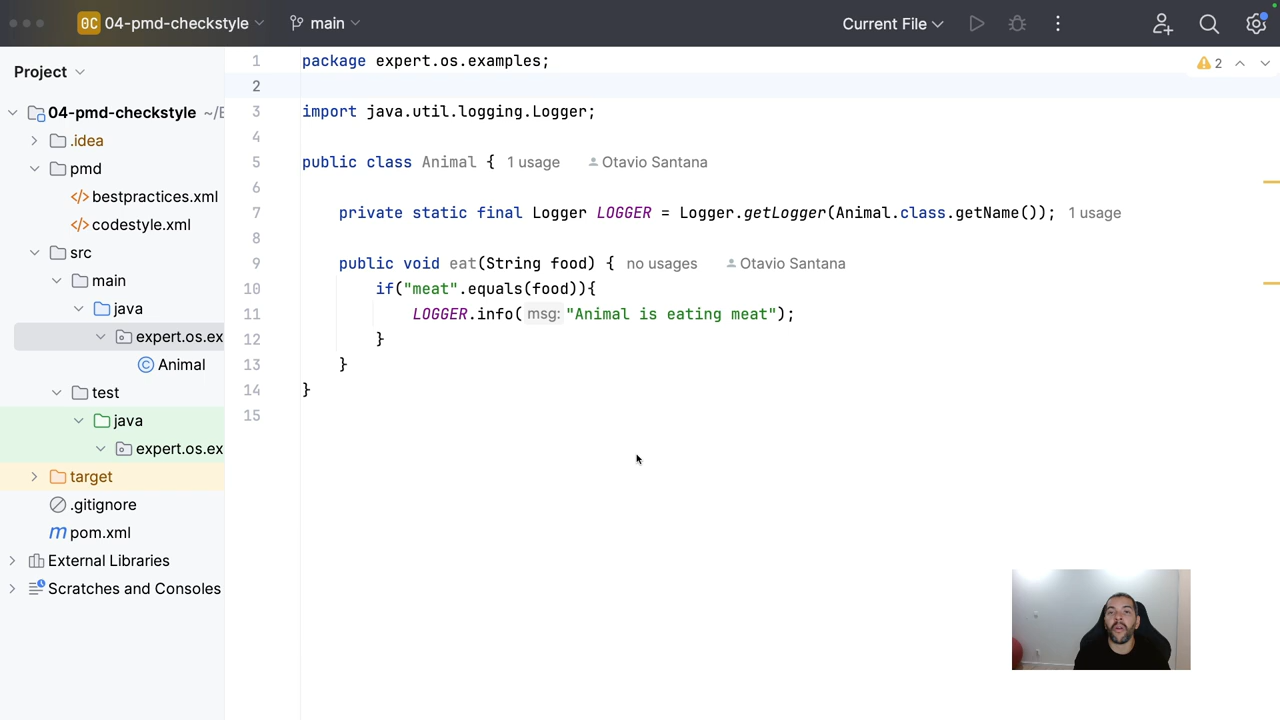 04-pmd-checkstyle
main
Current File
Project
2
04-pmd-checkstyle ~/E
.idea
pmd
bestpractices.xml
codestyle.xml
src
main
java
expert.os.ex
Animal
test
java
expert.os.ex
target
.gitignore
pom.xml
External Libraries
Scratches and Consoles
1 package expert.os.examples;
2
3 import java.util.logging.Logger;
4
5 public class Animal { 1 usage Otavio Santana
6
7 private static final Logger LOGGER = Logger.getLogger(Animal.class.getName()); 1 usage
8
9 public void eat(String food) { no usages Otavio Santana
10 if("meat".equals(food)){
11 LOGGER.info( msg: "Animal is eating meat");
12 }
13 }
14 }
15